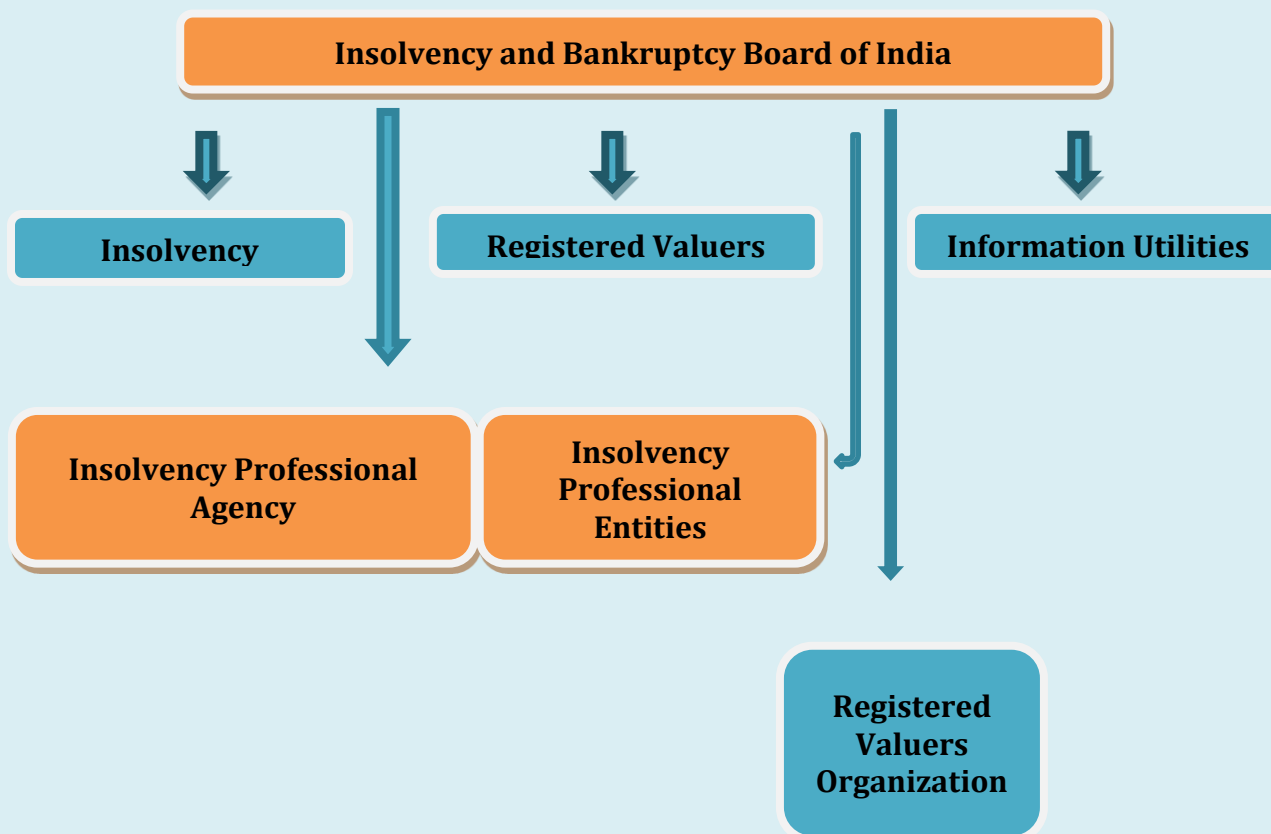 Insolvency and Bankruptcy Board of India
Insolvency
Registered Valuers
Information Utilities
Insolvency Professional
Agency
Insolvency
Professional
Entities
Registered
Valuers
Organization